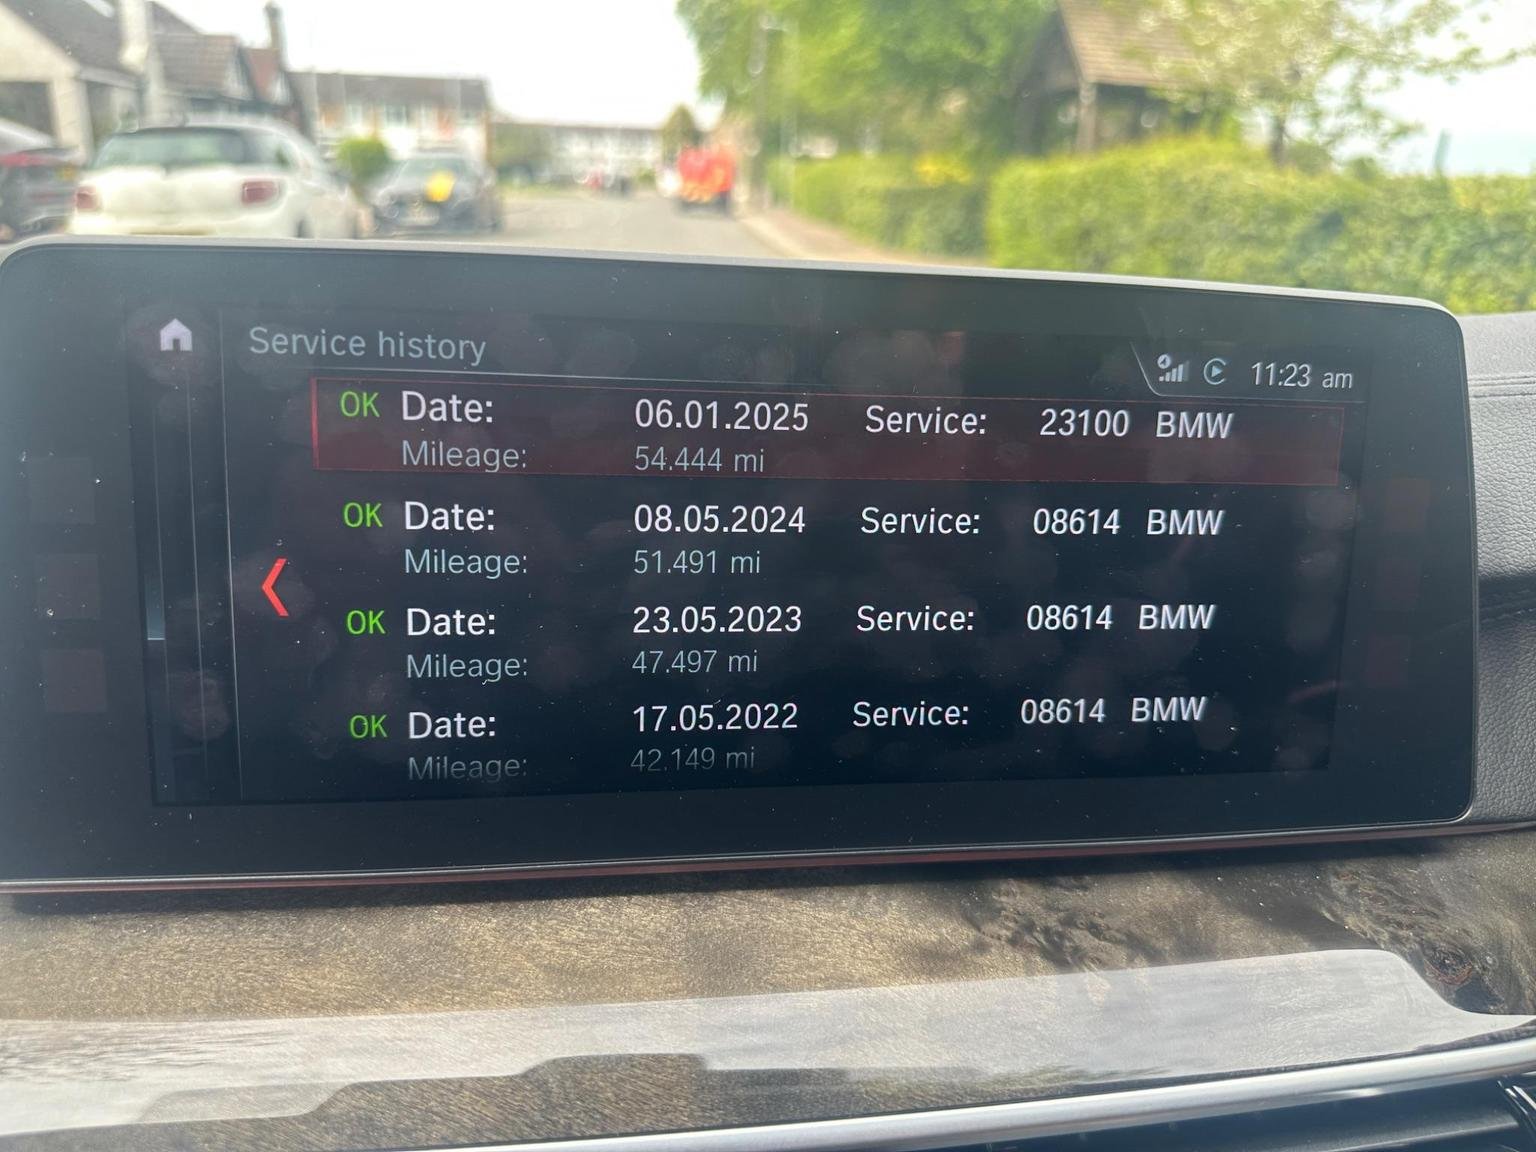 Service history
11:23 am
OK Date: 06.01.2025 Service: 23100 BMW
Mileage: 54.444 mi
OK Date: 08.05.2024 Service: 08614 BMW
Mileage: 51.491 mi
OK Date: 23.05.2023 Service: 08614 BMW
Mileage: 47.497 mi
OK Date: 17.05.2022 Service: 08614 BMW
Mileage: 42.149 mi